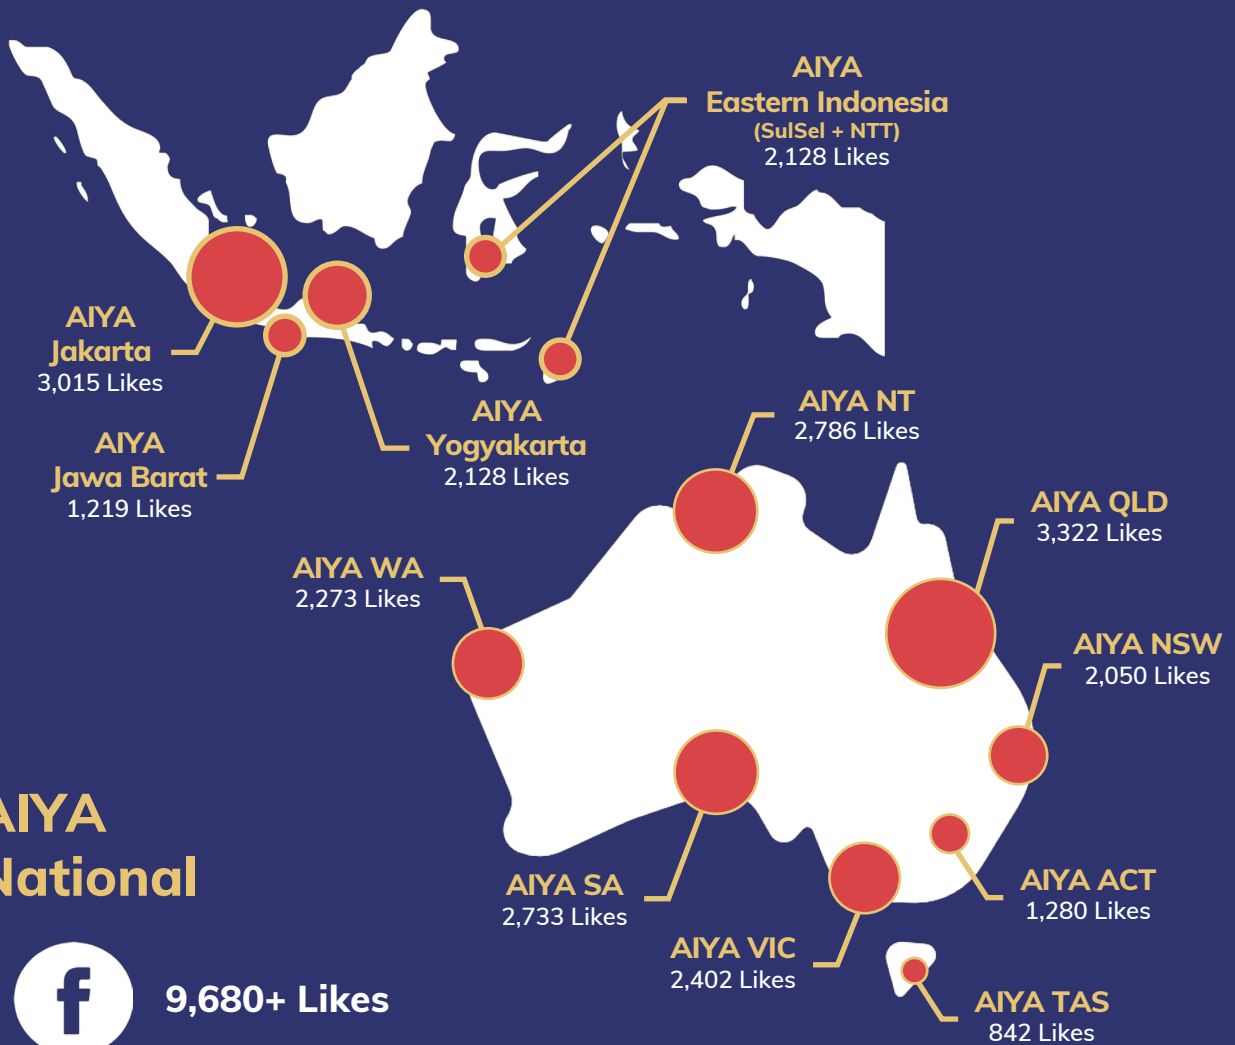 AIYA
Eastern Indonesia
(SulSel + NTT)
2,128 Likes
AIYA
Jakarta
3,015 Likes
AIYA
Jawa Barat
1,219 Likes
AIYA
Yogyakarta
2,128 Likes
AIYA NT
2,786 Likes
AIYA QLD
3,322 Likes
AIYA WA
2,273 Likes
AIYA NSW
2,050 Likes
AIYA SA
2,733 Likes
AIYA VIC
2,402 Likes
AIYA ACT
1,280 Likes
AIYA TAS
842 Likes
AIYA
National
f
9,680+ Likes